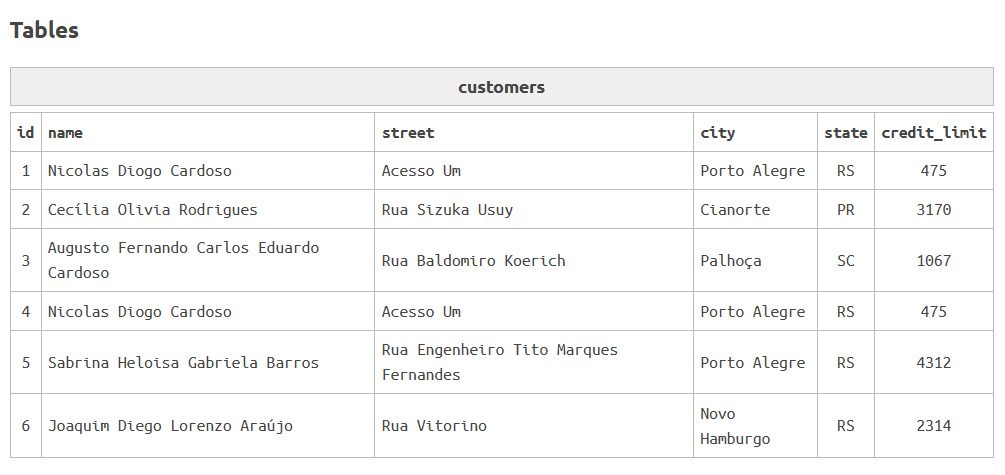 Tables
customers
id name street city state credit_limit
1 Nicolas Diogo Cardoso Acesso Um Porto Alegre RS 475
2 Cecília Olivia Rodrigues Rua Sizuka Usuy Cianorte PR 3170
3 Augusto Fernando Carlos Eduardo
Cardoso Rua Baldomiro Koerich Palhoça SC 1067
4 Nicolas Diogo Cardoso Acesso Um Porto Alegre RS 475
5 Sabrina Heloisa Gabriela Barros Rua Engenheiro Tito Marques
Fernandes Porto Alegre RS 4312
6 Joaquim Diego Lorenzo Araújo Rua Vitorino Novo
Hamburgo RS 2314